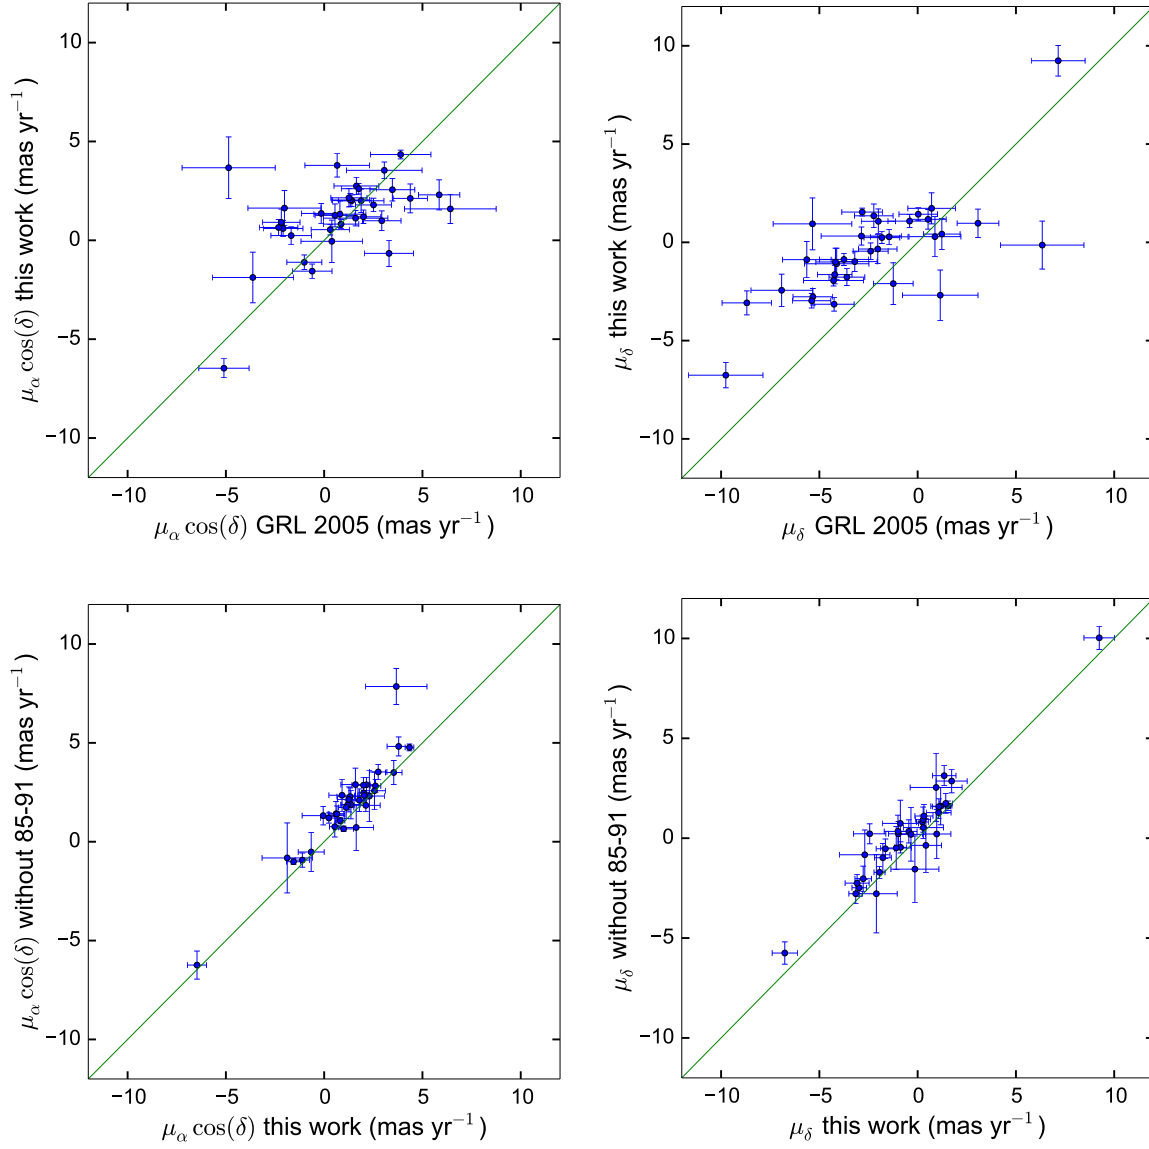 10
5
0
−5
−10
μα cos(δ) this work (mas yr−1)
−10 −5 0 5 10
μα cos(δ) GRL 2005 (mas yr−1)
10
5
0
−5
−10
μδ this work (mas yr−1)
−10 −5 0 5 10
μδ GRL 2005 (mas yr−1)
10
5
0
−5
−10
μα cos(δ) without 85-91 (mas yr−1)
−10 −5 0 5 10
μα cos(δ) this work (mas yr−1)
10
5
0
−5
−10
μδ without 85-91 (mas yr−1)
−10 −5 0 5 10
μδ this work (mas yr−1)